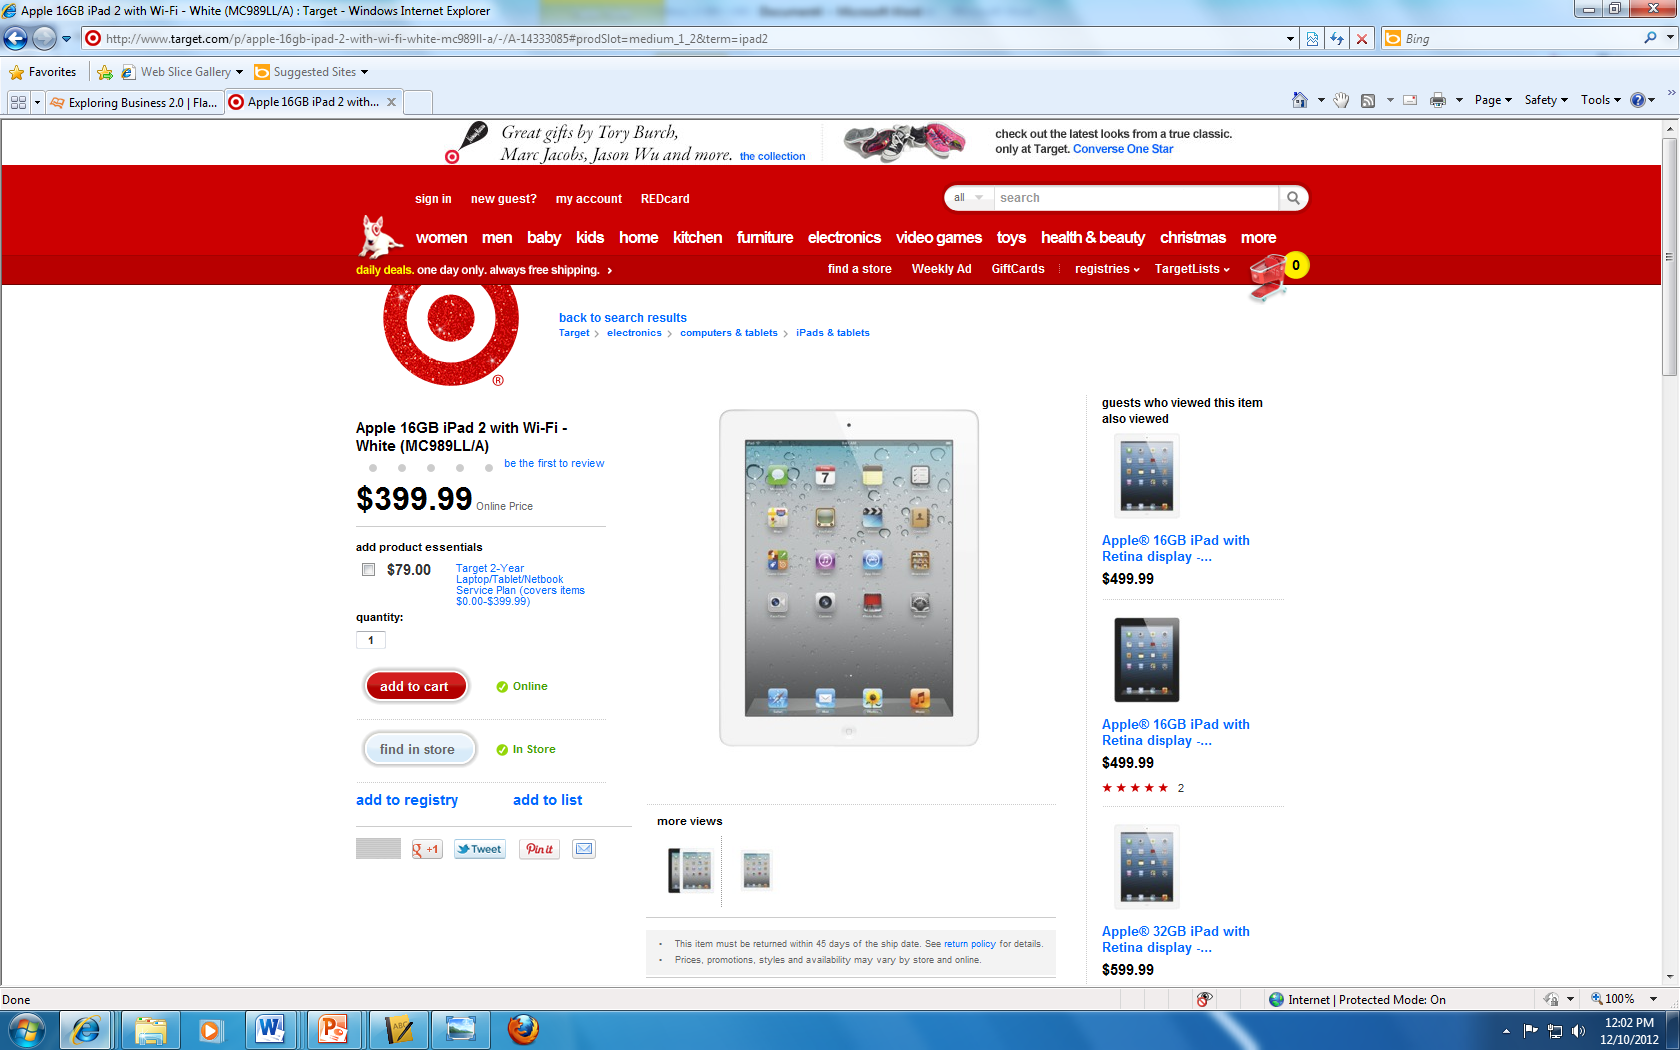 Apple 16GB iPad 2 with Wi-Fi - White (MC989LL/A) : Target - Windows Internet Explorer
http://www.target.com/p/apple-16gb-ipad-2-with-wi-fi-white-mc989ll-a/-/A-14333085#prodSlot=medium_1_2&term=ipad2
Bing
Favorites
Web Slice Gallery
Suggested Sites
Exploring Business 2.0 | Fla...
Apple 16GB iPad 2 with...
Page
Safety
Tools
Great gifts by Tory Burch,
Marc Jacobs, Jason Wu and more. the collection
check out the latest looks from a true classic.
only at Target. Converse One Star
sign in new guest? my account REDcard
all search
women men baby kids home kitchen furniture electronics video games toys health & beauty christmas more
daily deals. one day only. always free shipping. ›
find a store Weekly Ad GiftCards registries TargetLists
0
®
back to search results
Target > electronics > computers & tablets > iPads & tablets
Apple 16GB iPad 2 with Wi-Fi -
White (MC989LL/A)
be the first to review
$399.99 Online Price
add product essentials
$79.00
Target 2-Year
Laptop/Tablet/Netbook
Service Plan (covers items
$0.00-$399.99)
quantity:
1
add to cart
Online
find in store
In Store
add to registry
add to list
g +1
Tweet
Pin it
7
more views
• This item must be returned within 45 days of the ship date. See return policy for details.
• Prices, promotions, styles and availability may vary by store and online.
guests who viewed this item
also viewed
Apple® 16GB iPad with
Retina display -...
$499.99
Apple® 16GB iPad with
Retina display -...
$499.99
★★★★★ 2
Apple® 32GB iPad with
Retina display -...
$599.99
Done
Internet | Protected Mode: On
100%
12:02 PM
12/10/2012